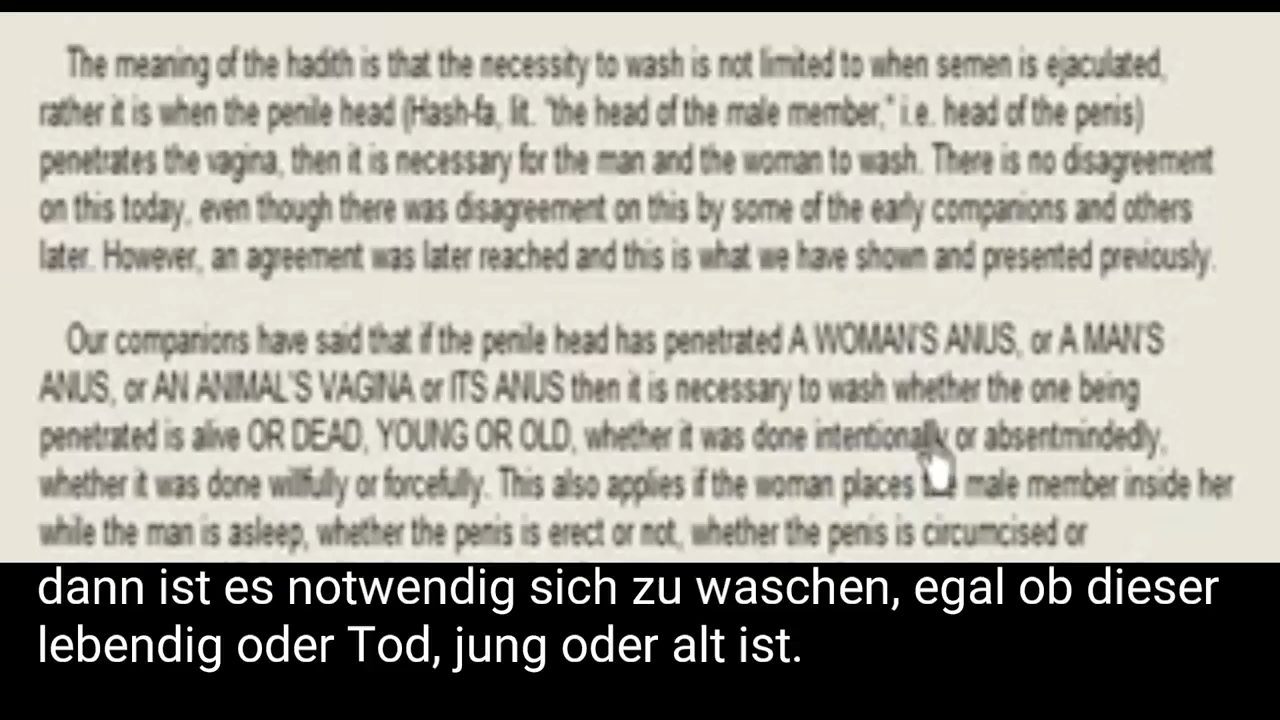 The meaning of the hadith is that the necessity to wash is not limited to when semen is ejaculated,
rather it is when the penile head (Hash-fa, lit. "the head of the male member," i.e. head of the penis)
penetrates the vagina, then it is necessary for the man and the woman to wash. There is no disagreement
on this today, even though there was disagreement on this by some of the early companions and others
later. However, an agreement was later reached and this is what we have shown and presented previously.
Our companions have said that if the penile head has penetrated A WOMAN'S ANUS, or A MAN'S
ANUS, or AN ANIMAL'S VAGINA or ITS ANUS then it is necessary to wash whether the one being
penetrated is alive OR DEAD, YOUNG OR OLD, whether it was done intentionally or absentmindedly,
whether it was done willfully or forcefully. This also applies if the woman places male member inside her
while the man is asleep, whether the penis is erect or not, whether the penis is circumcised or
dann ist es notwendig sich zu waschen, egal ob dieser
lebendig oder Tod, jung oder alt ist.